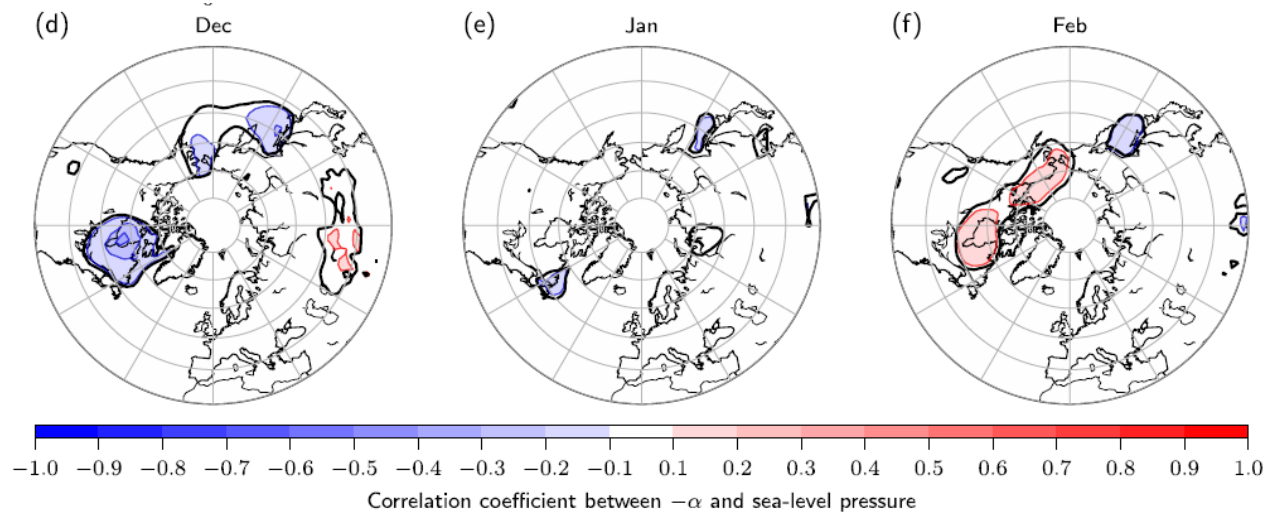 (d) Dec (e) Jan (f) Feb
−1.0 −0.9 −0.8 −0.7 −0.6 −0.5 −0.4 −0.3 −0.2 −0.1 0.1 0.2 0.3 0.4 0.5 0.6 0.7 0.8 0.9 1.0
Correlation coefficient between −α and sea-level pressure